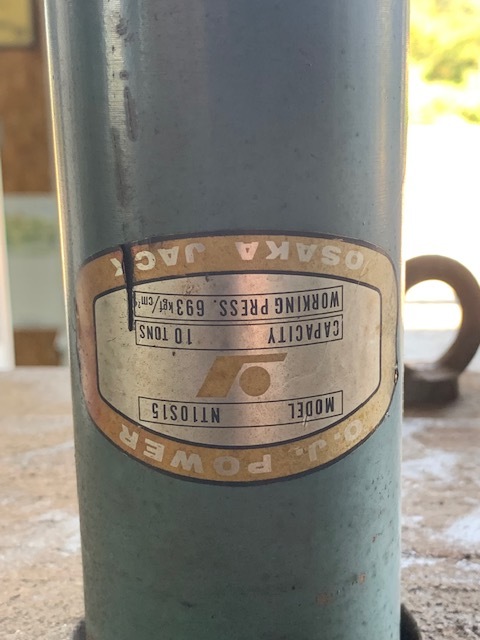 O.J. POWER
MODEL NT10S15
CAPACITY 10 TONS
WORKING PRESS. 693 kgf/cm²
OSAKA JACK